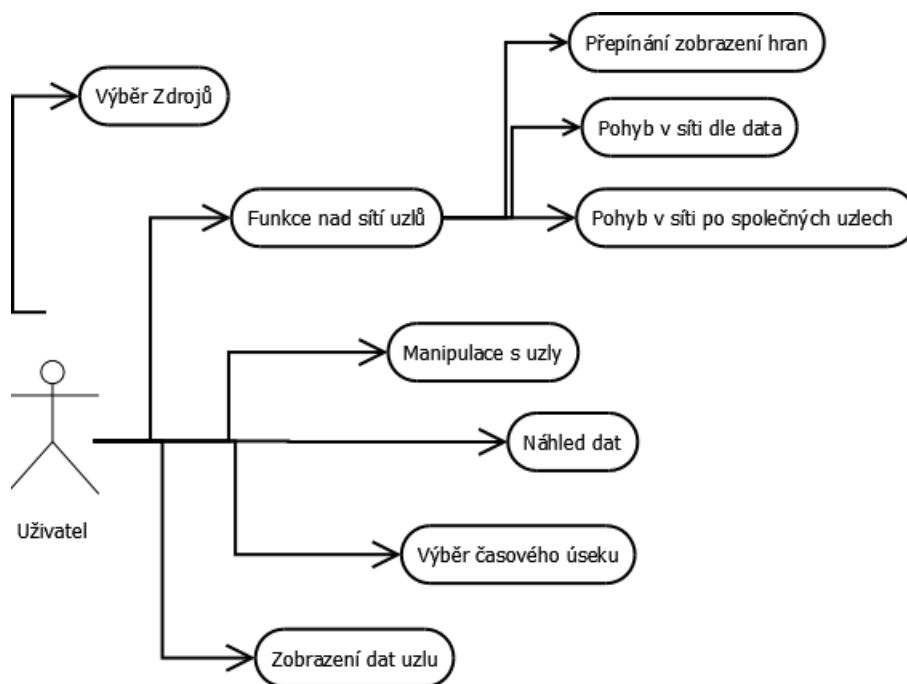 Přepínání zobrazení hran
Výběr Zdrojů
Pohyb v síti dle data
Funkce nad sítí uzlů
Pohyb v síti po společných uzlech
Manipulace s uzly
Náhled dat
Uživatel
Výběr časového úseku
Zobrazení dat uzlu